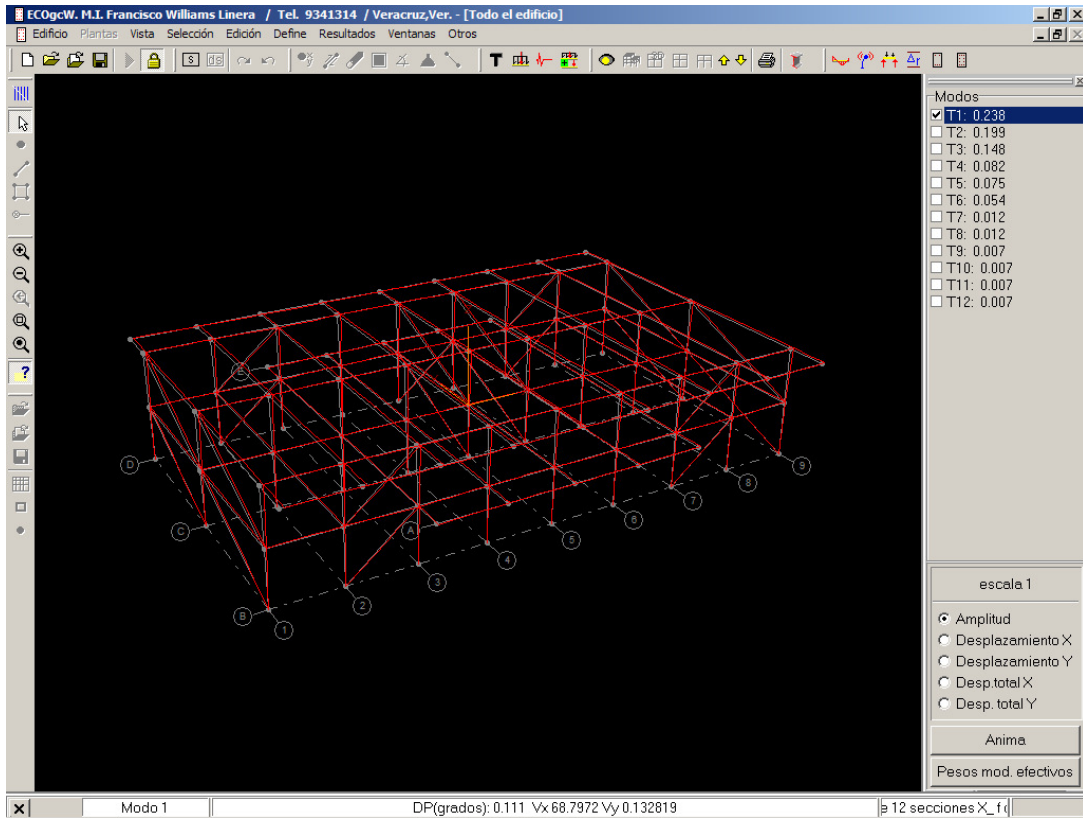 ECOgcW. M.I. Francisco Williams Linera / Tel. 9341314 / Veracruz,Ver. - [Todo el edificio]
Edificio Plantas Vista Selección Edición Define Resultados Ventanas Otros
Modos
T1: 0.238
T2: 0.199
T3: 0.148
T4: 0.082
T5: 0.075
T6: 0.054
T7: 0.012
T8: 0.012
T9: 0.007
T10: 0.007
T11: 0.007
T12: 0.007
E
D
C
B
A
1
2
3
4
5
6
7
8
9
escala 1
Amplitud
Desplazamiento X
Desplazamiento Y
Desp.total X
Desp. total Y
Anima
Pesos mod. efectivos
Modo 1
DP(grados): 0.111 Vx 68.7972 Vy 0.132819
12 secciones X_f